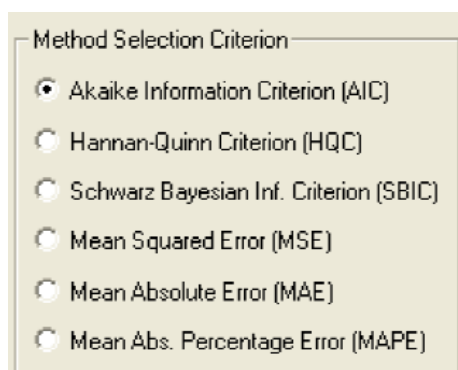 Method Selection Criterion
Akaike Information Criterion (AIC)
Hannan-Quinn Criterion (HQC)
Schwarz Bayesian Inf. Criterion (SBIC)
Mean Squared Error (MSE)
Mean Absolute Error (MAE)
Mean Abs. Percentage Error (MAPE)